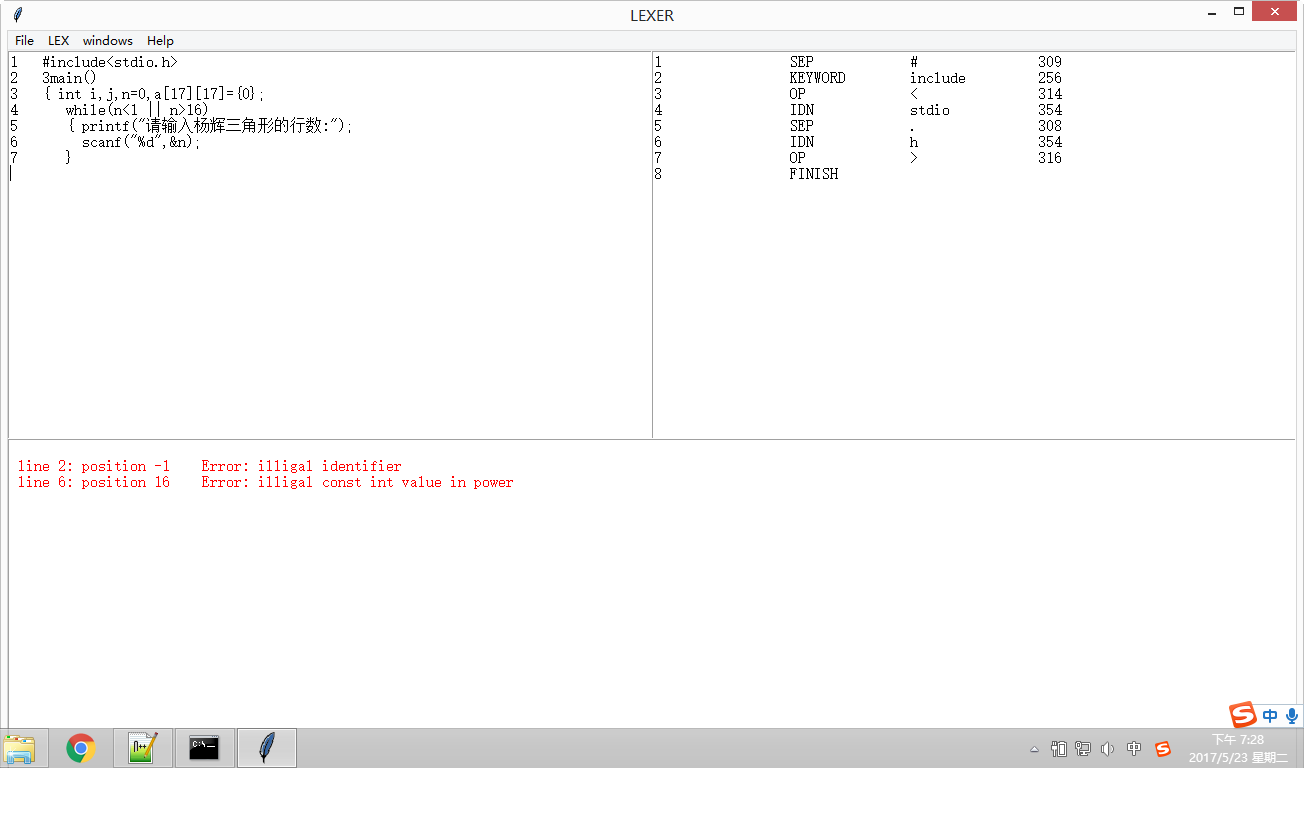 LEXER
File LEX windows Help
1 #include<stdio.h>
2 3main()
3 { int i,j,n=0,a[17][17]={0};
4 while(n<1 || n>16)
5 { printf("请输入杨辉三角形的行数:");
6 scanf("%d",&n);
7 }
1 SEP # 309
2 KEYWORD include 256
3 OP < 314
4 IDN stdio 354
5 SEP . 308
6 IDN h 354
7 OP > 316
8 FINISH
line 2: position -1 Error: illigal identifier
line 6: position 16 Error: illigal const int value in power
中
中
下午 7:28
2017/5/23 星期二